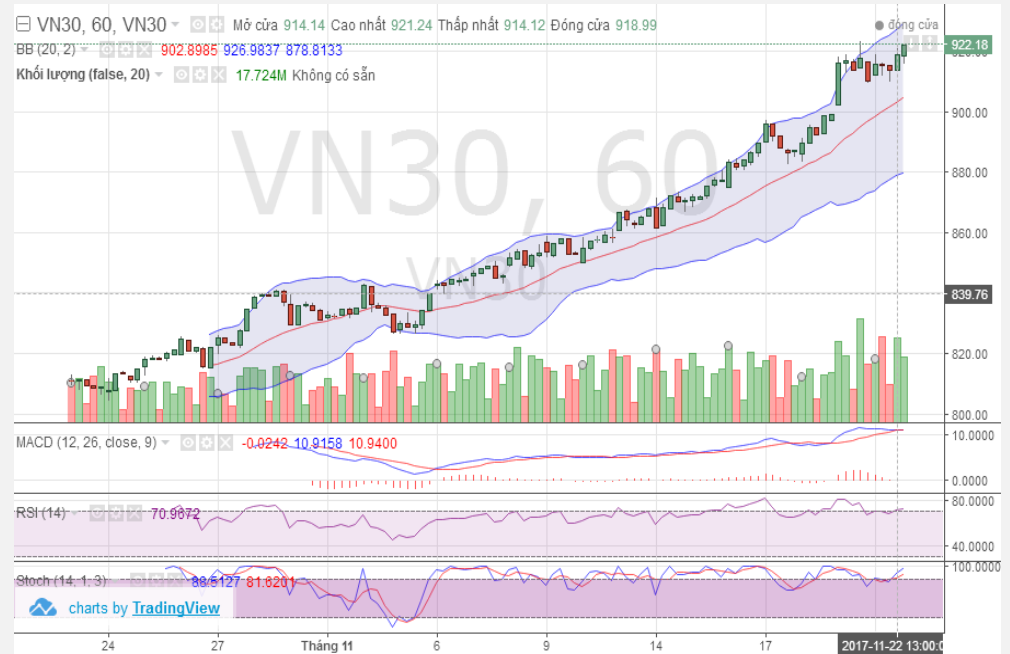 VN30, 60, VN30 Mở cửa 914.14 Cao nhất 921.24 Thấp nhất 914.12 Đóng cửa 918.99
đóng cửa
BB (20, 2) 902.8985 926.9837 878.8133
922.18
Khối lượng (false, 20) 17.724M Không có sẵn
VN30, 60
VN30
920.00
900.00
880.00
860.00
839.76
820.00
800.00
MACD (12, 26, close, 9) -0.0242 10.9158 10.9400
10.0000
0.0000
RSI (14) 70.9672
80.0000
40.0000
Stoch (14, 1, 3) 81.6201
100.0000
charts by TradingView
24 27 Tháng 11 6 9 14 17 2017-11-22 13:00:0